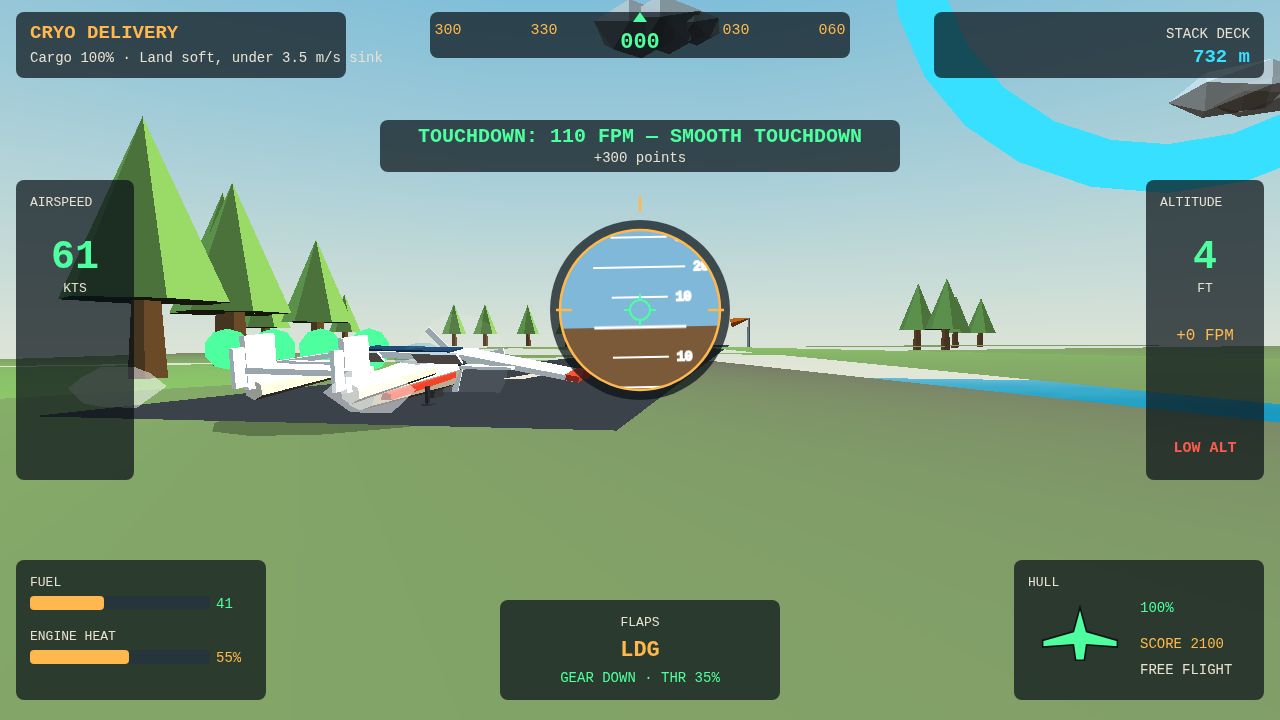 CRYO DELIVERY
Cargo 100% · Land soft, under 3.5 m/s sink
300 330 000 030 060
STACK DECK
732 m
TOUCHDOWN: 110 FPM — SMOOTH TOUCHDOWN
+300 points
AIRSPEED
61
KTS
20
10
10
ALTITUDE
4
FT
+0 FPM
LOW ALT
FUEL
41
ENGINE HEAT
55%
FLAPS
LDG
GEAR DOWN · THR 35%
HULL
100%
SCORE 2100
FREE FLIGHT